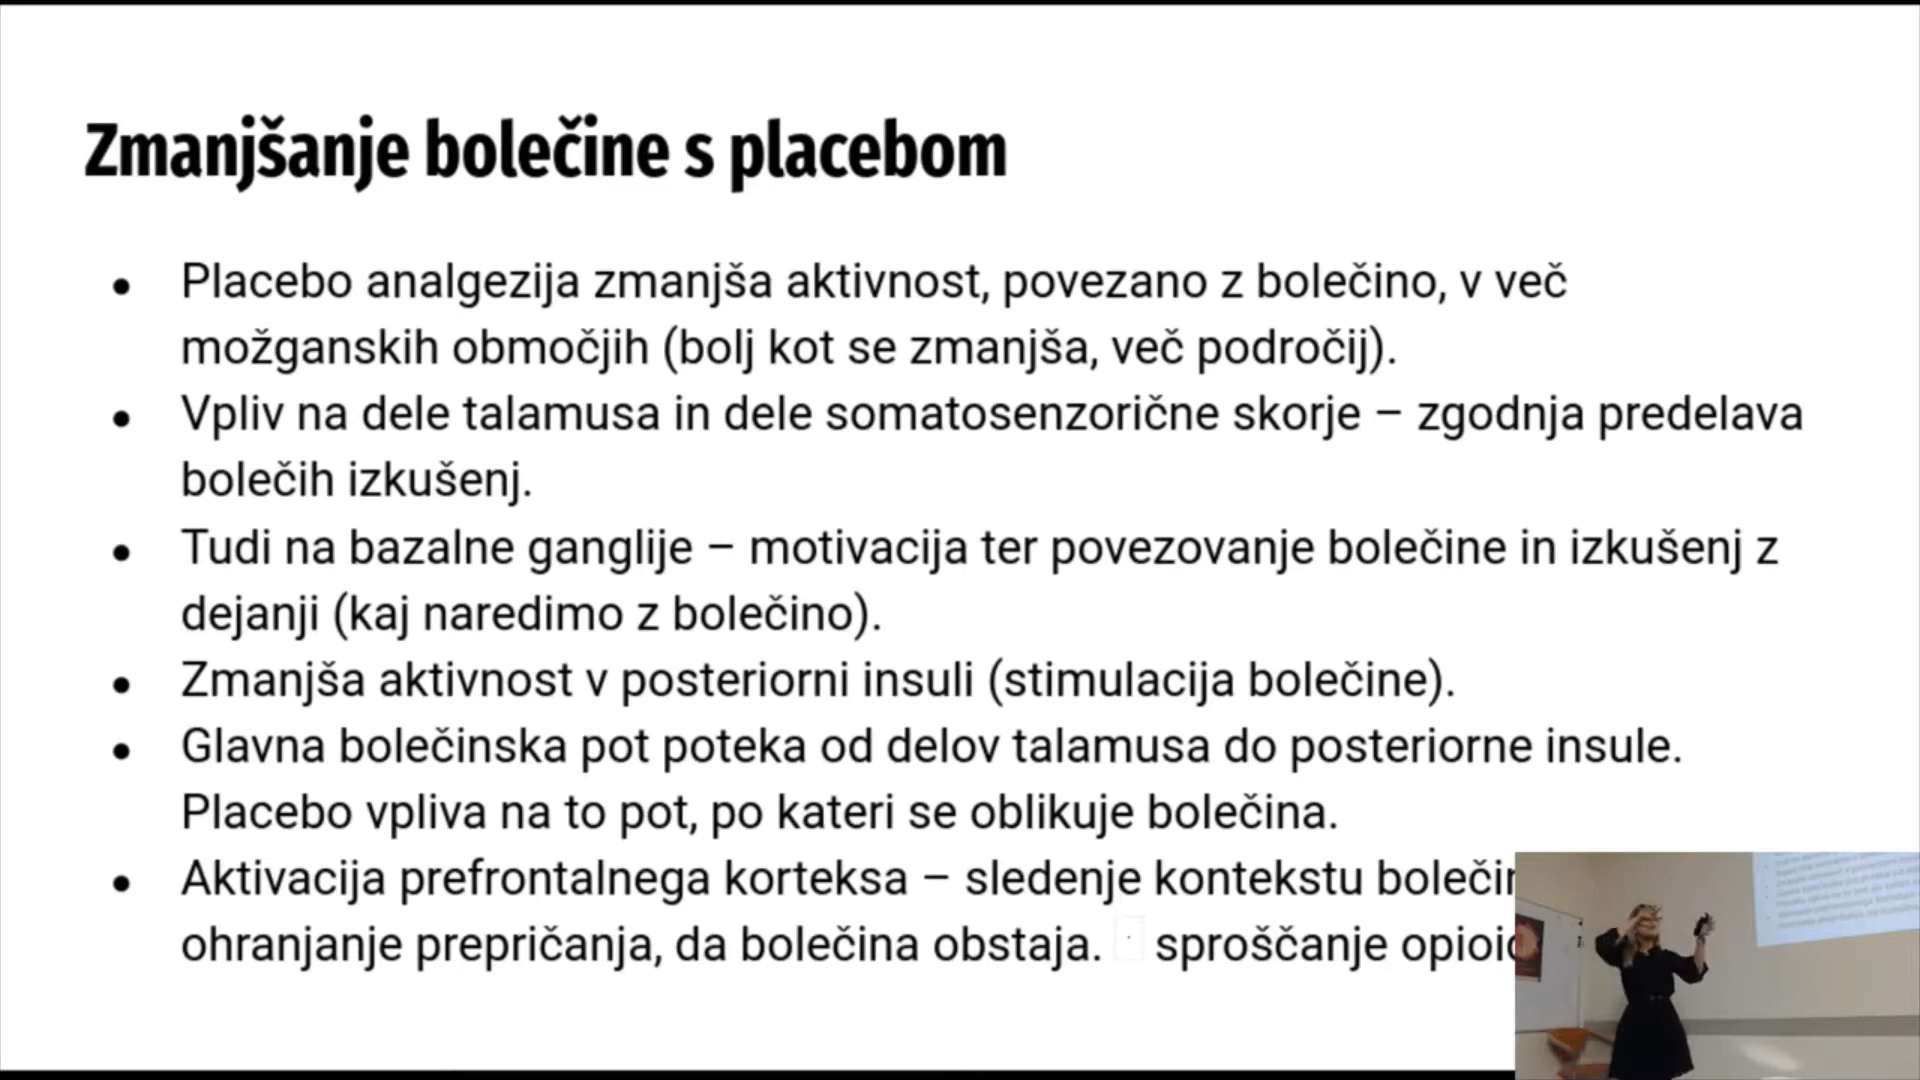 Zmanjšanje bolečine s placebom
● Placebo analgezija zmanjša aktivnost, povezano z bolečino, v več
možganskih območjih (bolj kot se zmanjša, več področij).
● Vpliv na dele talamusa in dele somatosenzorične skorje – zgodnja predelava
bolečih izkušenj.
● Tudi na bazalne ganglije – motivacija ter povezovanje bolečine in izkušenj z
dejanji (kaj naredimo z bolečino).
● Zmanjša aktivnost v posteriorni insuli (stimulacija bolečine).
● Glavna bolečinska pot poteka od delov talamusa do posteriorne insule.
Placebo vpliva na to pot, po kateri se oblikuje bolečina.
● Aktivacija prefrontalnega korteksa – sledenje kontekstu
ohranjanje prepričanja, da bolečina obstaja. sproščanje